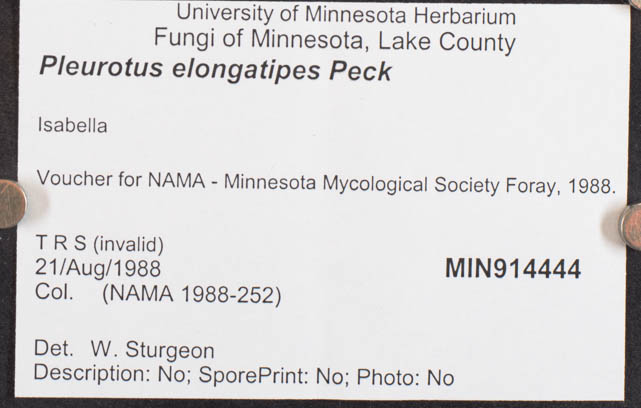 University of Minnesota Herbarium
Fungi of Minnesota, Lake County
Pleurotus elongatipes Peck
Isabella
Voucher for NAMA - Minnesota Mycological Society Foray, 1988.
T R S (invalid)
21/Aug/1988 MIN914444
Col. (NAMA 1988-252)
Det. W. Sturgeon
Description: No; SporePrint: No; Photo: No